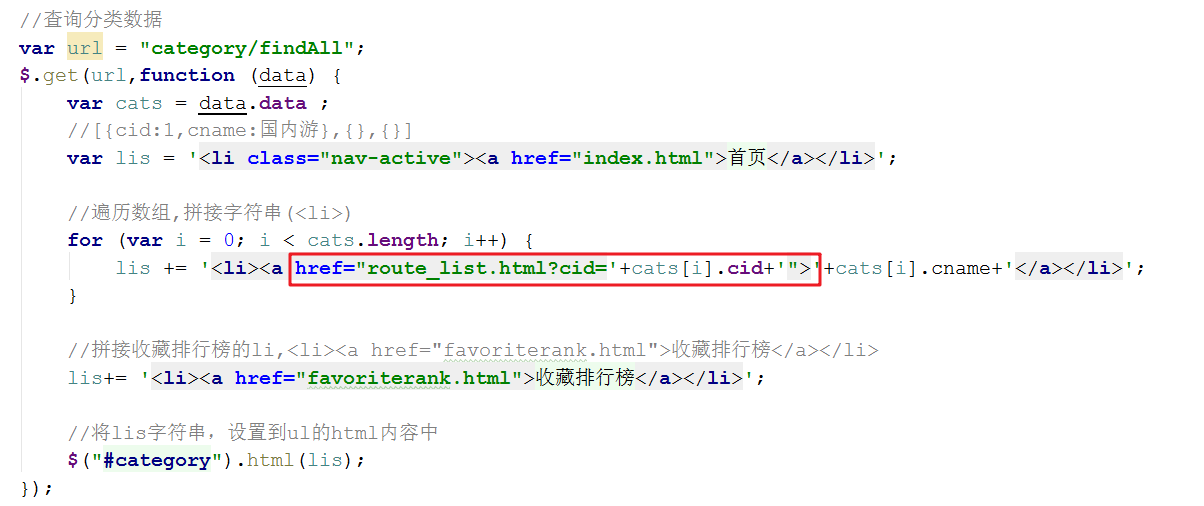 //查询分类数据
var url = "category/findAll";
$.get(url,function (data) {
    var cats = data.data ;
    //[{cid:1,cname:国内游},{},{}]
    var lis = '<li class="nav-active"><a href="index.html">首页</a></li>';

    //遍历数组,拼接字符串(<li>)
    for (var i = 0; i < cats.length; i++) {
        lis += '<li><a href="route_list.html?cid='+cats[i].cid+'">'+cats[i].cname+'</a></li>';
    }

    //拼接收藏排行榜的li,<li><a href="favoriterank.html">收藏排行榜</a></li>
    lis+= '<li><a href="favoriterank.html">收藏排行榜</a></li>';

    //将lis字符串，设置到ul的html内容中
    $("#category").html(lis);
});